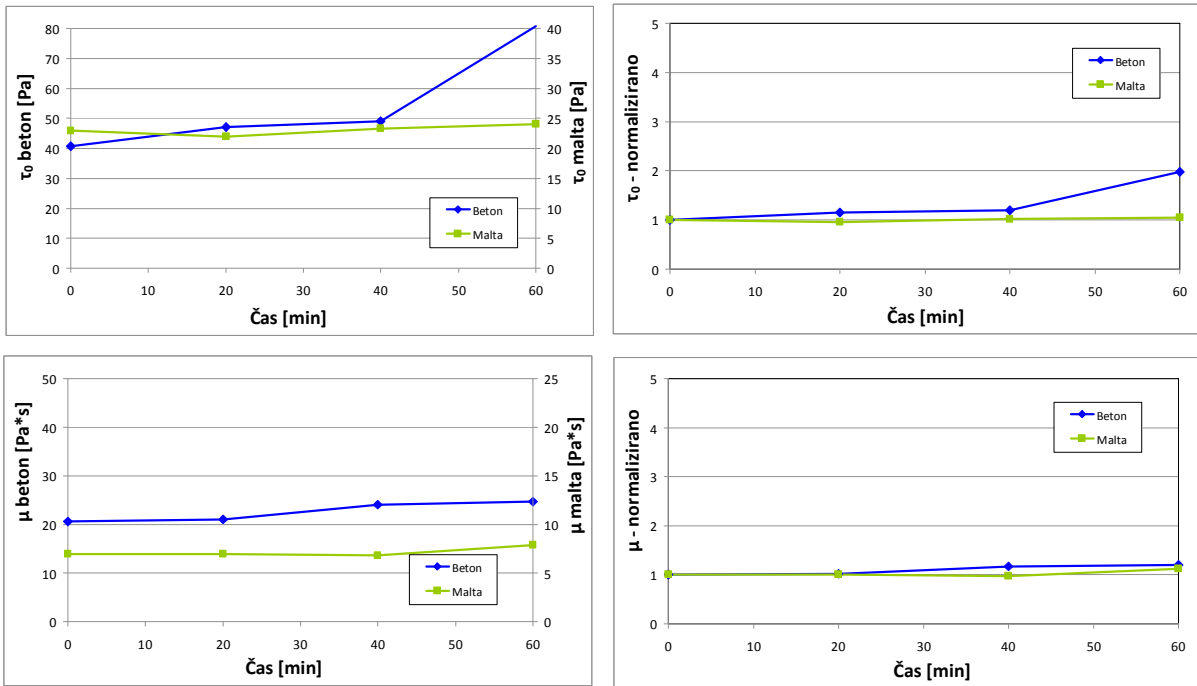 τ₀ beton [Pa]
80
70
60
50
40
30
20
10
0
τ₀ malta [Pa]
40
35
30
25
20
15
10
5
0
Beton
Malta
0 10 20 30 40 50 60
Čas [min]
τ₀ - normalizirano
5
4
3
2
1
0
Beton
Malta
0 10 20 30 40 50 60
Čas [min]
μ beton [Pa*s]
50
40
30
20
10
0
μ malta [Pa*s]
25
20
15
10
5
0
Beton
Malta
0 10 20 30 40 50 60
Čas [min]
μ - normalizirano
5
4
3
2
1
0
Beton
Malta
0 10 20 30 40 50 60
Čas [min]